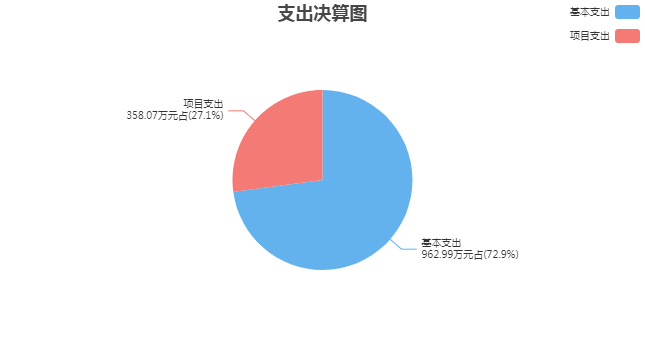 支出决算图
基本支出
项目支出
项目支出
358.07万元占(27.1%)
基本支出
962.99万元占(72.9%)